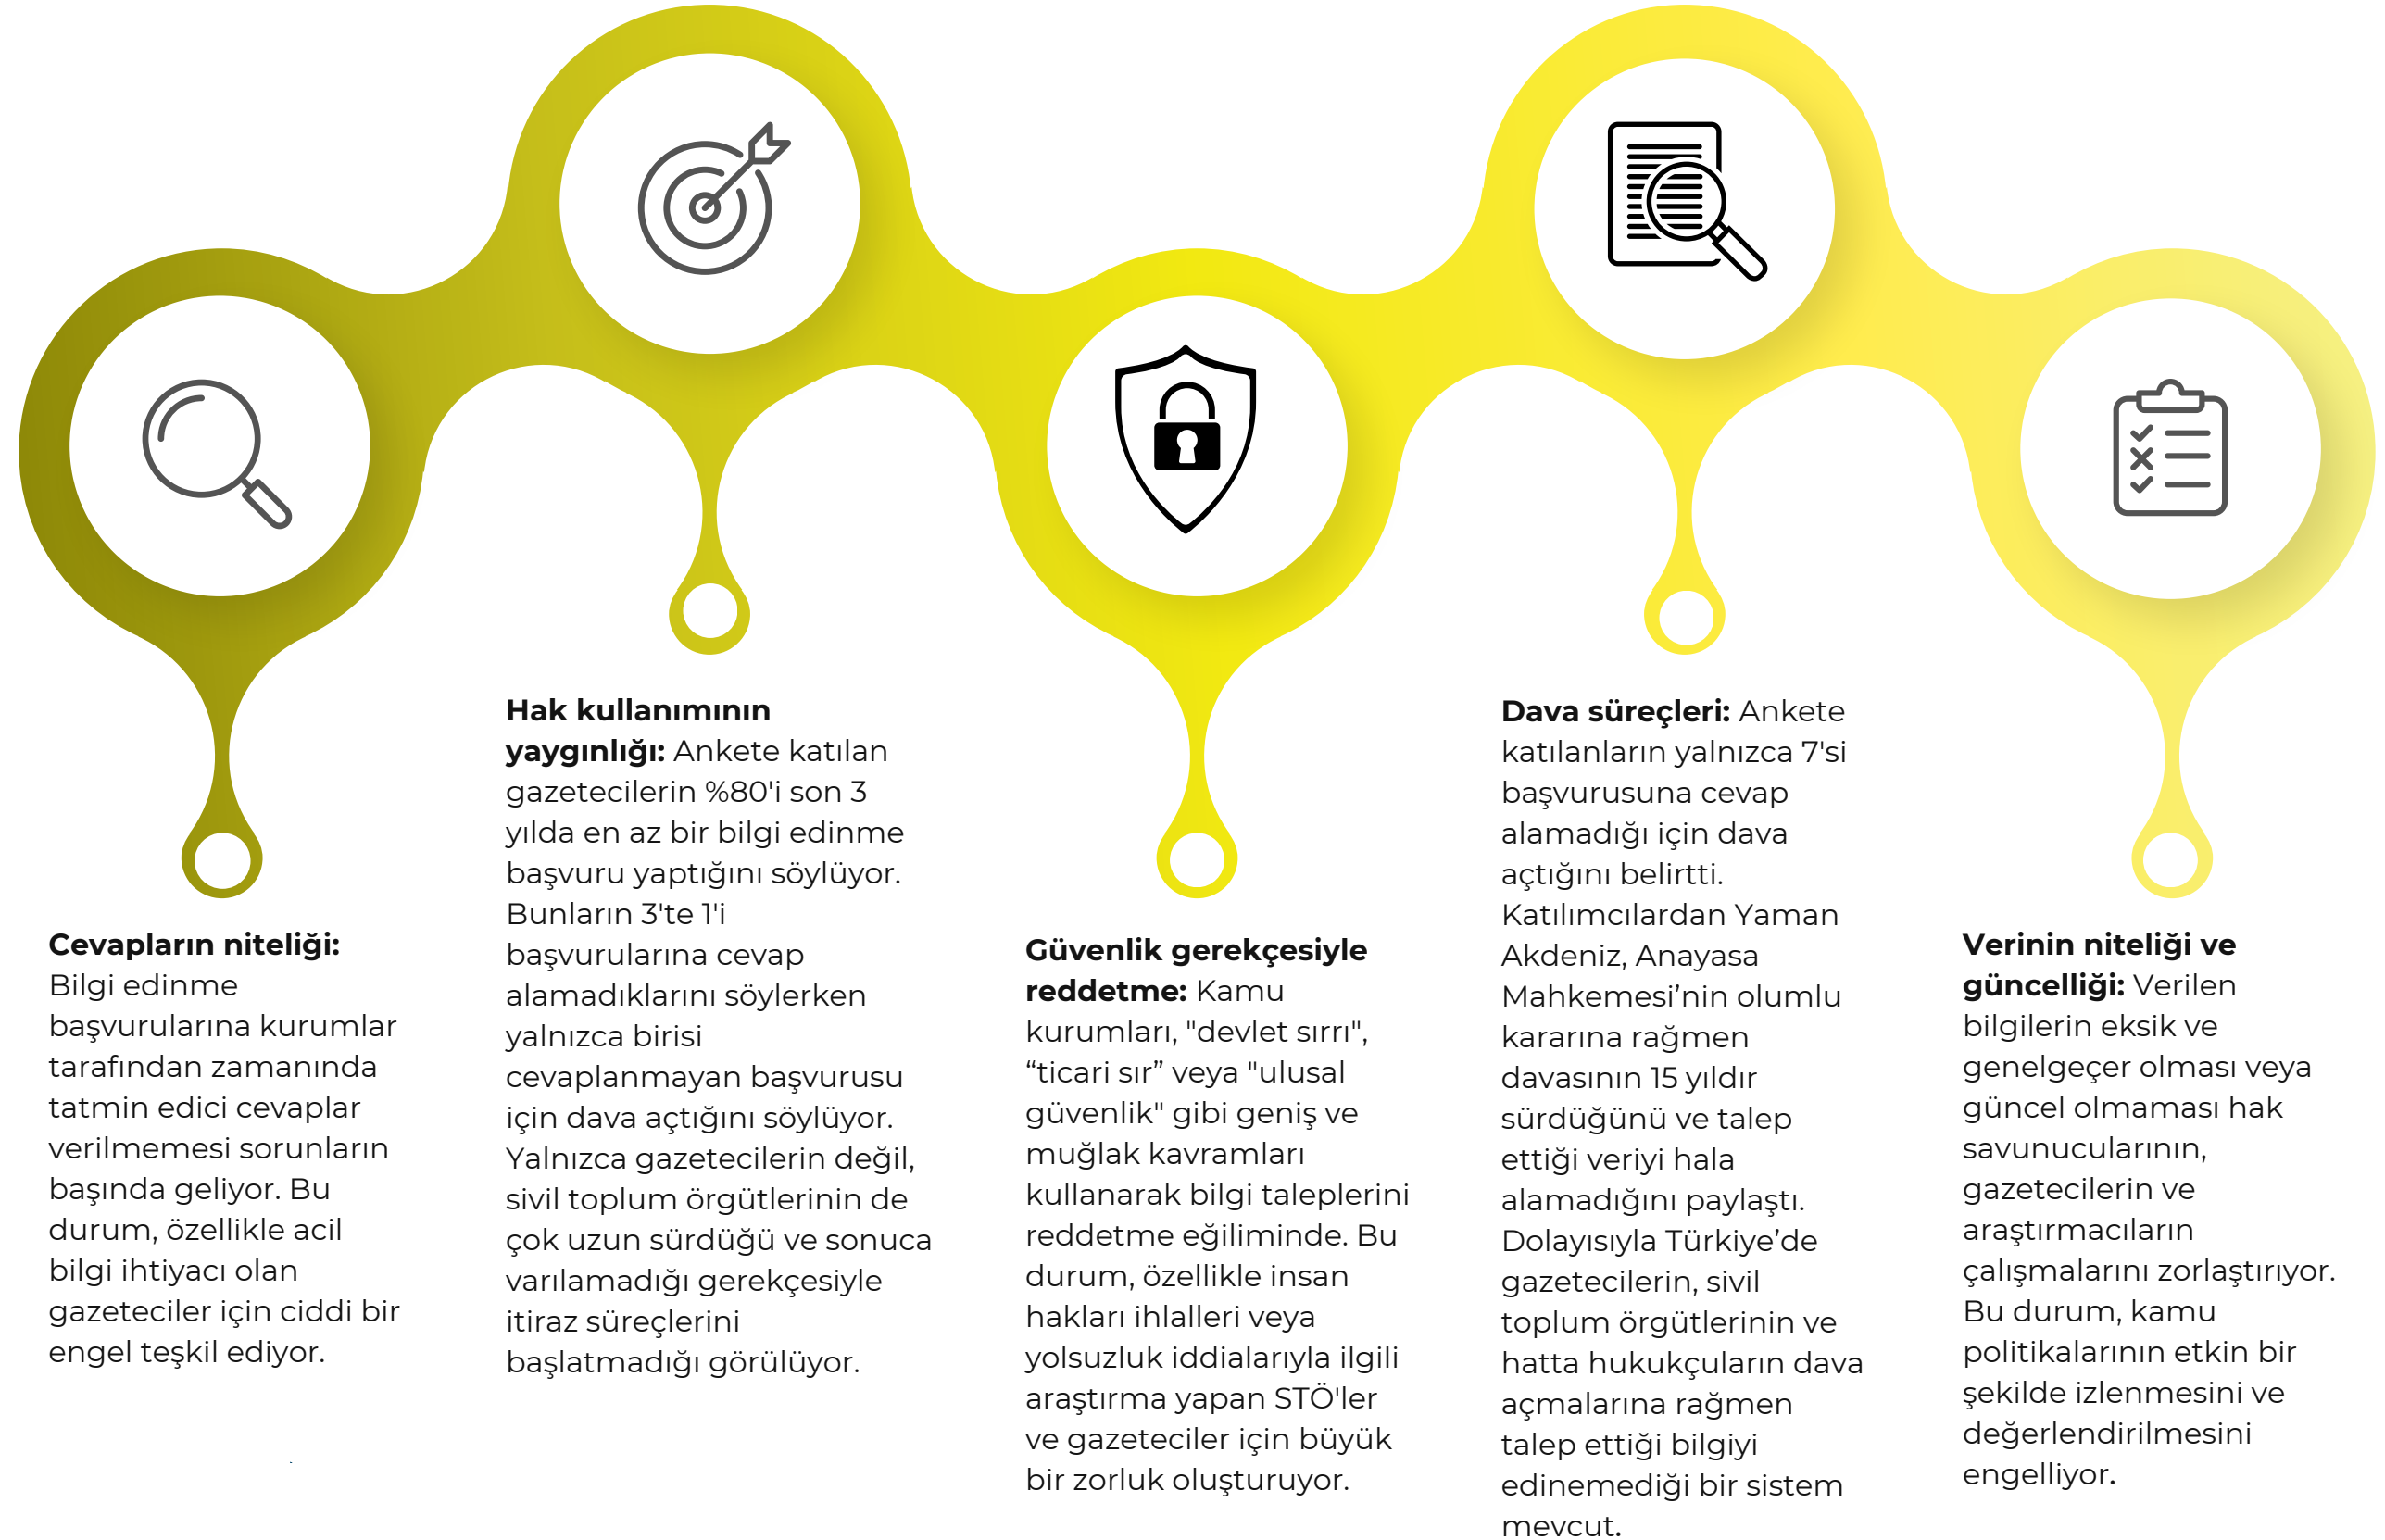 Cevapların niteliği:
Bilgi edinme
başvurularına kurumlar
tarafından zamanında
tatmin edici cevaplar
verilmemesi sorunların
başında geliyor. Bu
durum, özellikle acil
bilgi ihtiyacı olan
gazeteciler için ciddi bir
engel teşkil ediyor.
Hak kullanımının
yaygınlığı: Ankete katılan
gazetecilerin %80'i son 3
yılda en az bir bilgi edinme
başvuru yaptığını söylüyor.
Bunların 3'te 1'i
başvurularına cevap
alamadıklarını söylerken
yalnızca birisi
cevaplanmayan başvurusu
için dava açtığını söylüyor.
Yalnızca gazetecilerin değil,
sivil toplum örgütlerinin de
çok uzun sürdüğü ve sonuca
varılamadığı gerekçesiyle
itiraz süreçlerini
başlatmadığı görülüyor.
Güvenlik gerekçesiyle
reddetme: Kamu
kurumları, "devlet sırrı",
“ticari sır” veya "ulusal
güvenlik" gibi geniş ve
muğlak kavramları
kullanarak bilgi taleplerini
reddetme eğiliminde. Bu
durum, özellikle insan
hakları ihlalleri veya
yolsuzluk iddialarıyla ilgili
araştırma yapan STÖ'ler
ve gazeteciler için büyük
bir zorluk oluşturuyor.
Dava süreçleri: Ankete
katılanların yalnızca 7'si
başvurusuna cevap
alamadığı için dava
açtığını belirtti.
Katılımcılardan Yaman
Akdeniz, Anayasa
Mahkemesi’nin olumlu
kararına rağmen
davasının 15 yıldır
sürdüğünü ve talep
ettiği veriyi hala
alamadığını paylaştı.
Dolayısıyla Türkiye’de
gazetecilerin, sivil
toplum örgütlerinin ve
hatta hukukçuların dava
açmalarına rağmen
talep ettiği bilgiyi
edinemediği bir sistem
mevcut.
Verinin niteliği ve
güncelliği: Verilen
bilgilerin eksik ve
genelgeçer olması veya
güncel olmaması hak
savunucularının,
gazetecilerin ve
araştırmacıların
çalışmalarını zorlaştırıyor.
Bu durum, kamu
politikalarının etkin bir
şekilde izlenmesini ve
değerlendirilmesini
engelliyor.